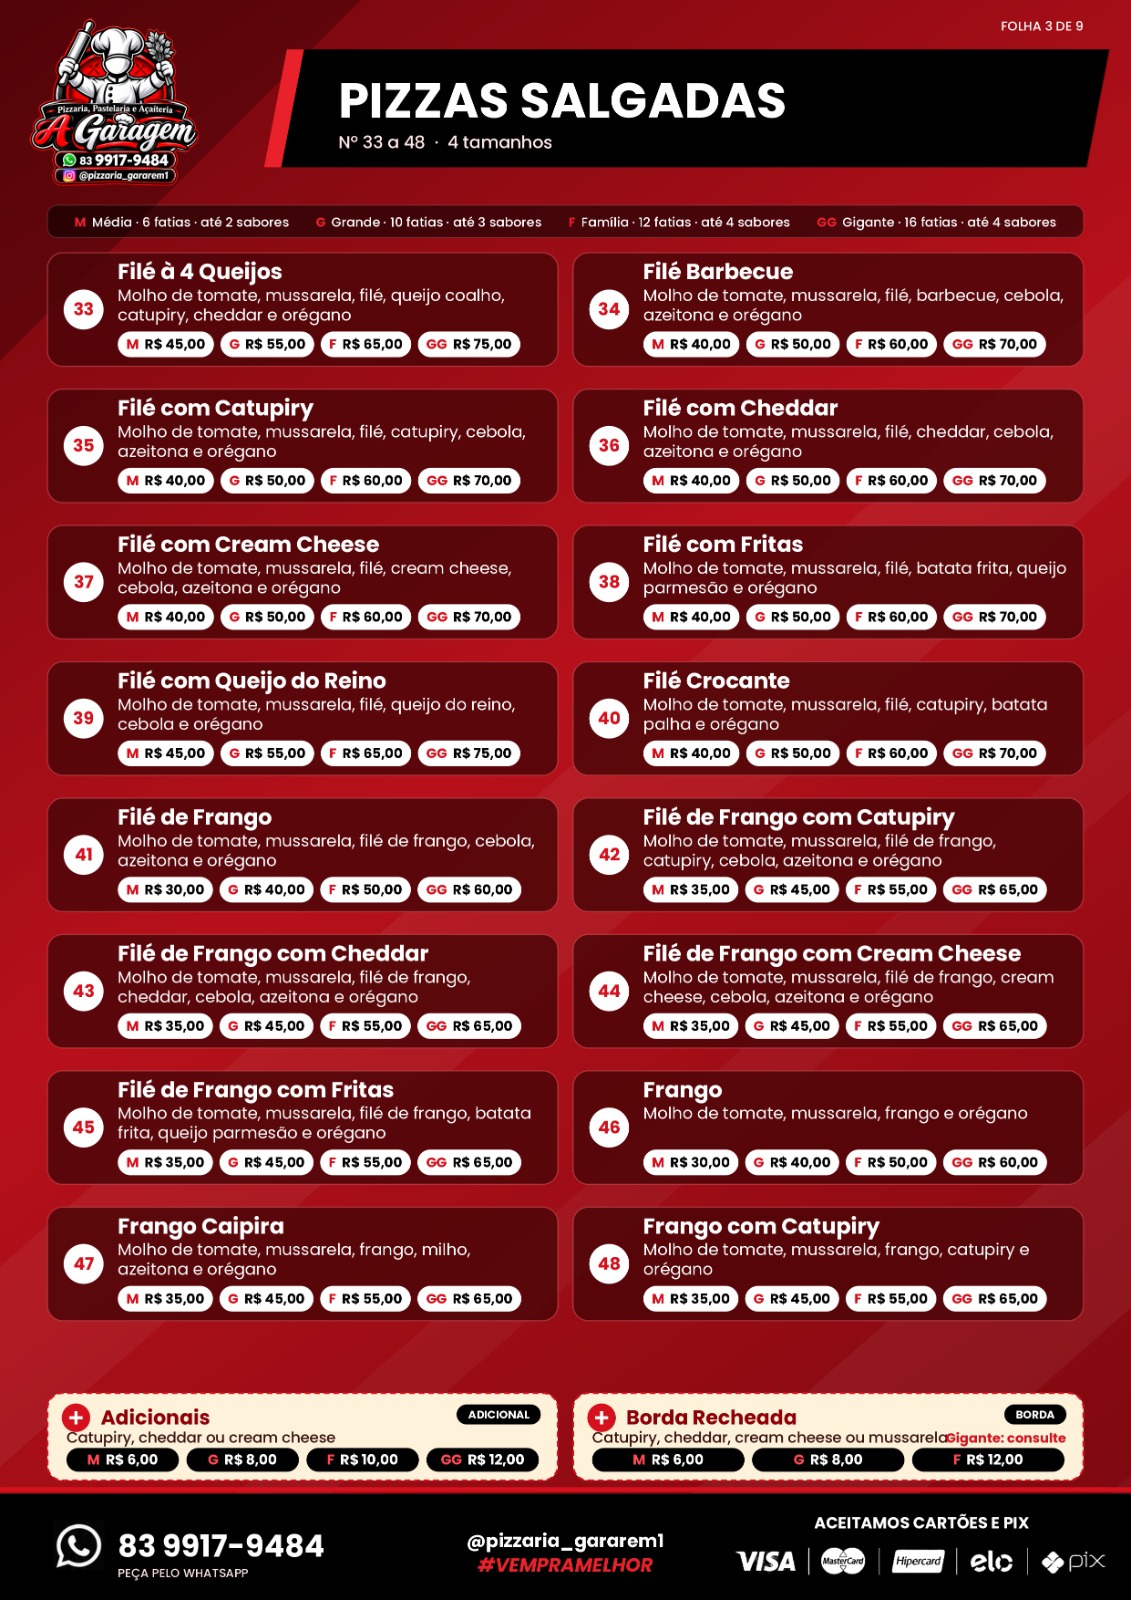 FOLHA 3 DE 9
Pizzaria, Pastelaria e Açaiteria
A Garagem
83 9917-9484
@pizzaria_gararem1
PIZZAS SALGADAS
Nº 33 a 48 · 4 tamanhos
M Média · 6 fatias · até 2 sabores G Grande · 10 fatias · até 3 sabores F Família · 12 fatias · até 4 sabores GG Gigante · 16 fatias · até 4 sabores
33
Filé à 4 Queijos
Molho de tomate, mussarela, filé, queijo coalho,
catupiry, cheddar e orégano
M R$ 45,00 G R$ 55,00 F R$ 65,00 GG R$ 75,00
34
Filé Barbecue
Molho de tomate, mussarela, filé, barbecue, cebola,
azeitona e orégano
M R$ 40,00 G R$ 50,00 F R$ 60,00 GG R$ 70,00
35
Filé com Catupiry
Molho de tomate, mussarela, filé, catupiry, cebola,
azeitona e orégano
M R$ 40,00 G R$ 50,00 F R$ 60,00 GG R$ 70,00
36
Filé com Cheddar
Molho de tomate, mussarela, filé, cheddar, cebola,
azeitona e orégano
M R$ 40,00 G R$ 50,00 F R$ 60,00 GG R$ 70,00
37
Filé com Cream Cheese
Molho de tomate, mussarela, filé, cream cheese,
cebola, azeitona e orégano
M R$ 40,00 G R$ 50,00 F R$ 60,00 GG R$ 70,00
38
Filé com Fritas
Molho de tomate, mussarela, filé, batata frita, queijo
parmesão e orégano
M R$ 40,00 G R$ 50,00 F R$ 60,00 GG R$ 70,00
39
Filé com Queijo do Reino
Molho de tomate, mussarela, filé, queijo do reino,
cebola e orégano
M R$ 45,00 G R$ 55,00 F R$ 65,00 GG R$ 75,00
40
Filé Crocante
Molho de tomate, mussarela, filé, catupiry, batata
palha e orégano
M R$ 40,00 G R$ 50,00 F R$ 60,00 GG R$ 70,00
41
Filé de Frango
Molho de tomate, mussarela, filé de frango, cebola,
azeitona e orégano
M R$ 30,00 G R$ 40,00 F R$ 50,00 GG R$ 60,00
42
Filé de Frango com Catupiry
Molho de tomate, mussarela, filé de frango,
catupiry, cebola, azeitona e orégano
M R$ 35,00 G R$ 45,00 F R$ 55,00 GG R$ 65,00
43
Filé de Frango com Cheddar
Molho de tomate, mussarela, filé de frango,
cheddar, cebola, azeitona e orégano
M R$ 35,00 G R$ 45,00 F R$ 55,00 GG R$ 65,00
44
Filé de Frango com Cream Cheese
Molho de tomate, mussarela, filé de frango, cream
cheese, cebola, azeitona e orégano
M R$ 35,00 G R$ 45,00 F R$ 55,00 GG R$ 65,00
45
Filé de Frango com Fritas
Molho de tomate, mussarela, filé de frango, batata
frita, queijo parmesão e orégano
M R$ 35,00 G R$ 45,00 F R$ 55,00 GG R$ 65,00
46
Frango
Molho de tomate, mussarela, frango e orégano
M R$ 30,00 G R$ 40,00 F R$ 50,00 GG R$ 60,00
47
Frango Caipira
Molho de tomate, mussarela, frango, milho,
azeitona e orégano
M R$ 35,00 G R$ 45,00 F R$ 55,00 GG R$ 65,00
48
Frango com Catupiry
Molho de tomate, mussarela, frango, catupiry e
orégano
M R$ 35,00 G R$ 45,00 F R$ 55,00 GG R$ 65,00
Adicionais ADICIONAL
Catupiry, cheddar ou cream cheese
M R$ 6,00 G R$ 8,00 F R$ 10,00 GG R$ 12,00
Borda Recheada BORDA
Catupiry, cheddar, cream cheese ou mussarela Gigante: consulte
M R$ 6,00 G R$ 8,00 F R$ 12,00
83 9917-9484
PEÇA PELO WHATSAPP
@pizzaria_gararem1
#VEMPRAMELHOR
ACEITAMOS CARTÕES E PIX
VISA MasterCard Hipercard elo pix